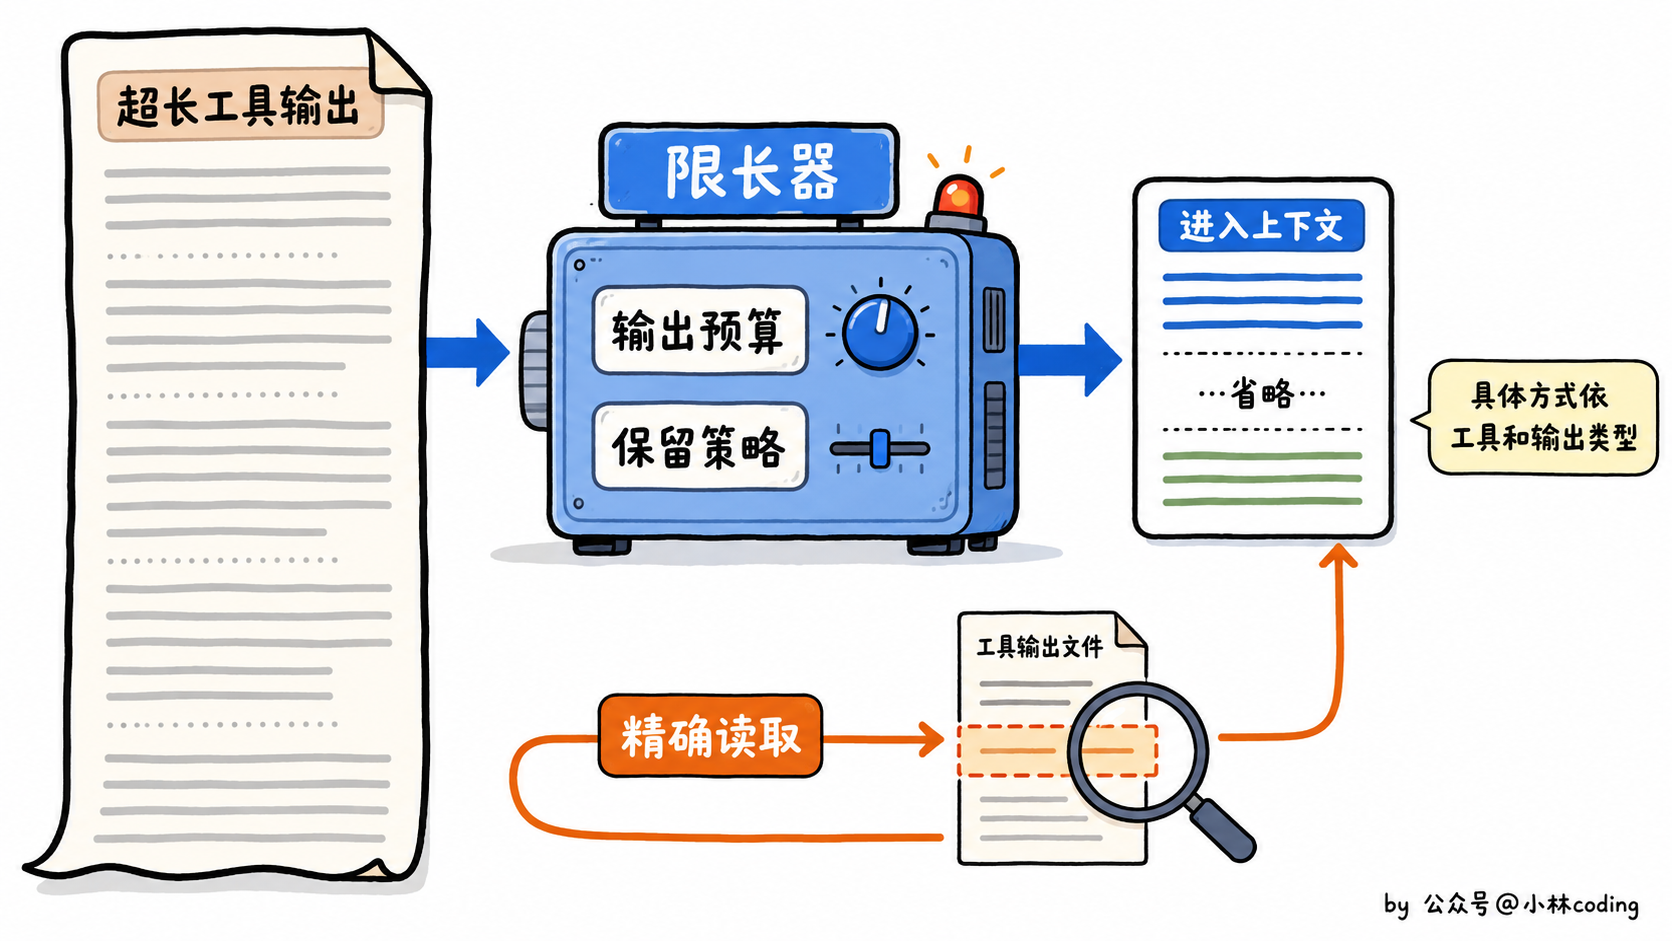 超长工具输出
限长器
输出预算
保留策略
进入上下文
…省略…
具体方式依
工具和输出类型
工具输出文件
精确读取
by 公众号@小林coding